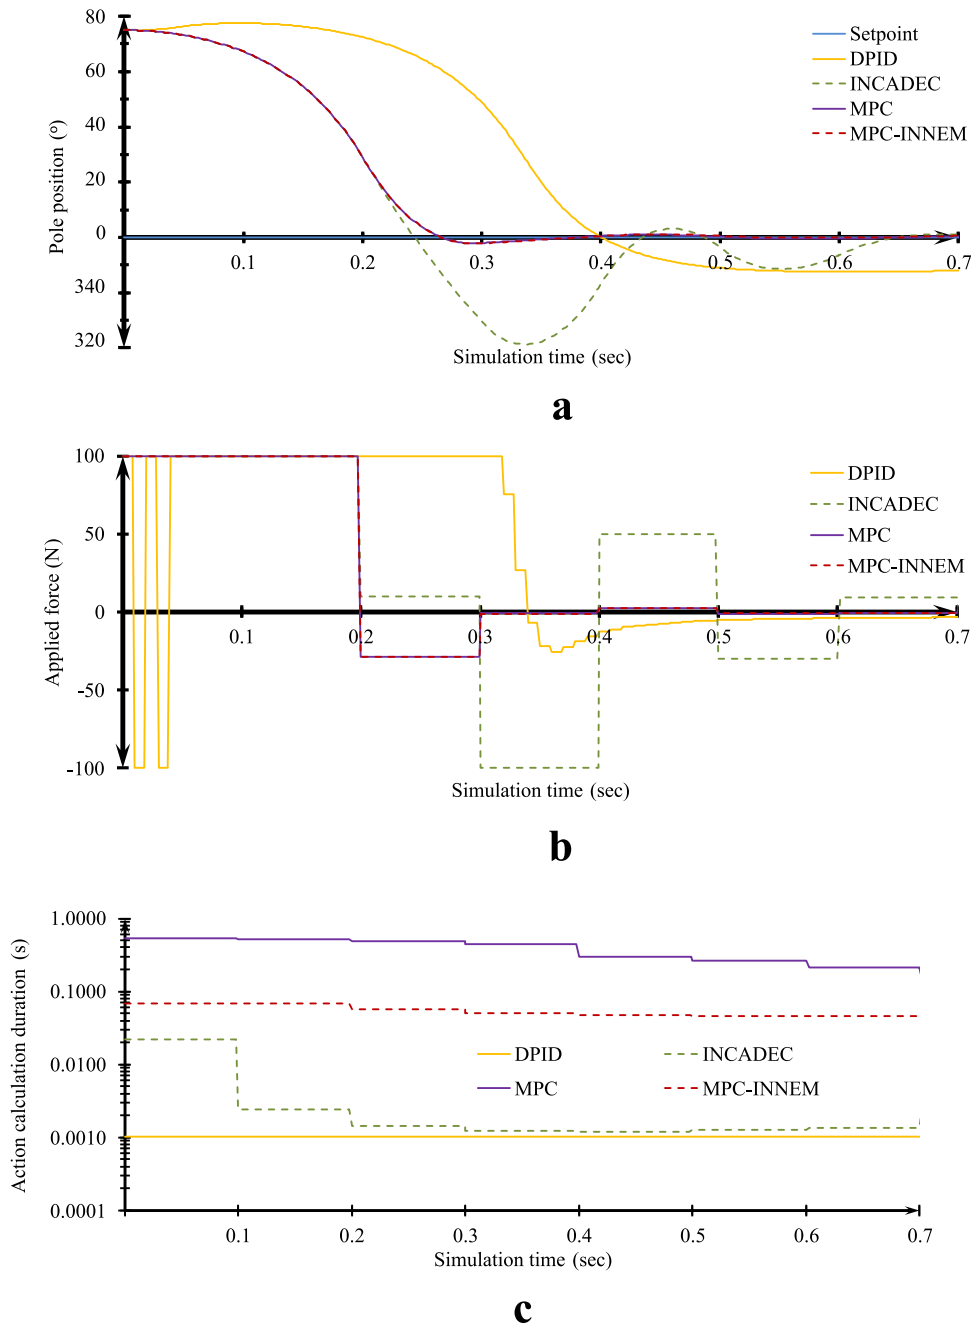 80
60
40
20
0
340
320
Pole position (°)
0.1 0.2 0.3 0.4 0.5 0.6 0.7
Simulation time (sec)
Setpoint
DPID
INCADEC
MPC
MPC-INNEM
a
100
50
0
-50
-100
Applied force (N)
0.1 0.2 0.3 0.4 0.5 0.6 0.7
Simulation time (sec)
DPID
INCADEC
MPC
MPC-INNEM
b
1.0000
0.1000
0.0100
0.0010
0.0001
Action calculation duration (s)
DPID INCADEC
MPC MPC-INNEM
0.1 0.2 0.3 0.4 0.5 0.6 0.7
Simulation time (sec)
c